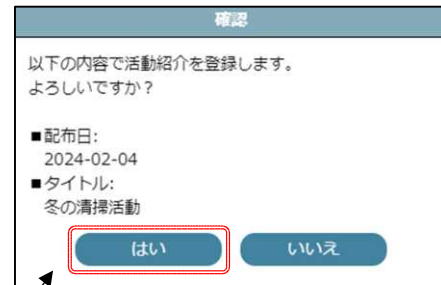 確認
以下の内容で活動紹介を登録します。
よろしいですか？
■配布日:
2024-02-04
■タイトル:
冬の清掃活動
はい いいえ